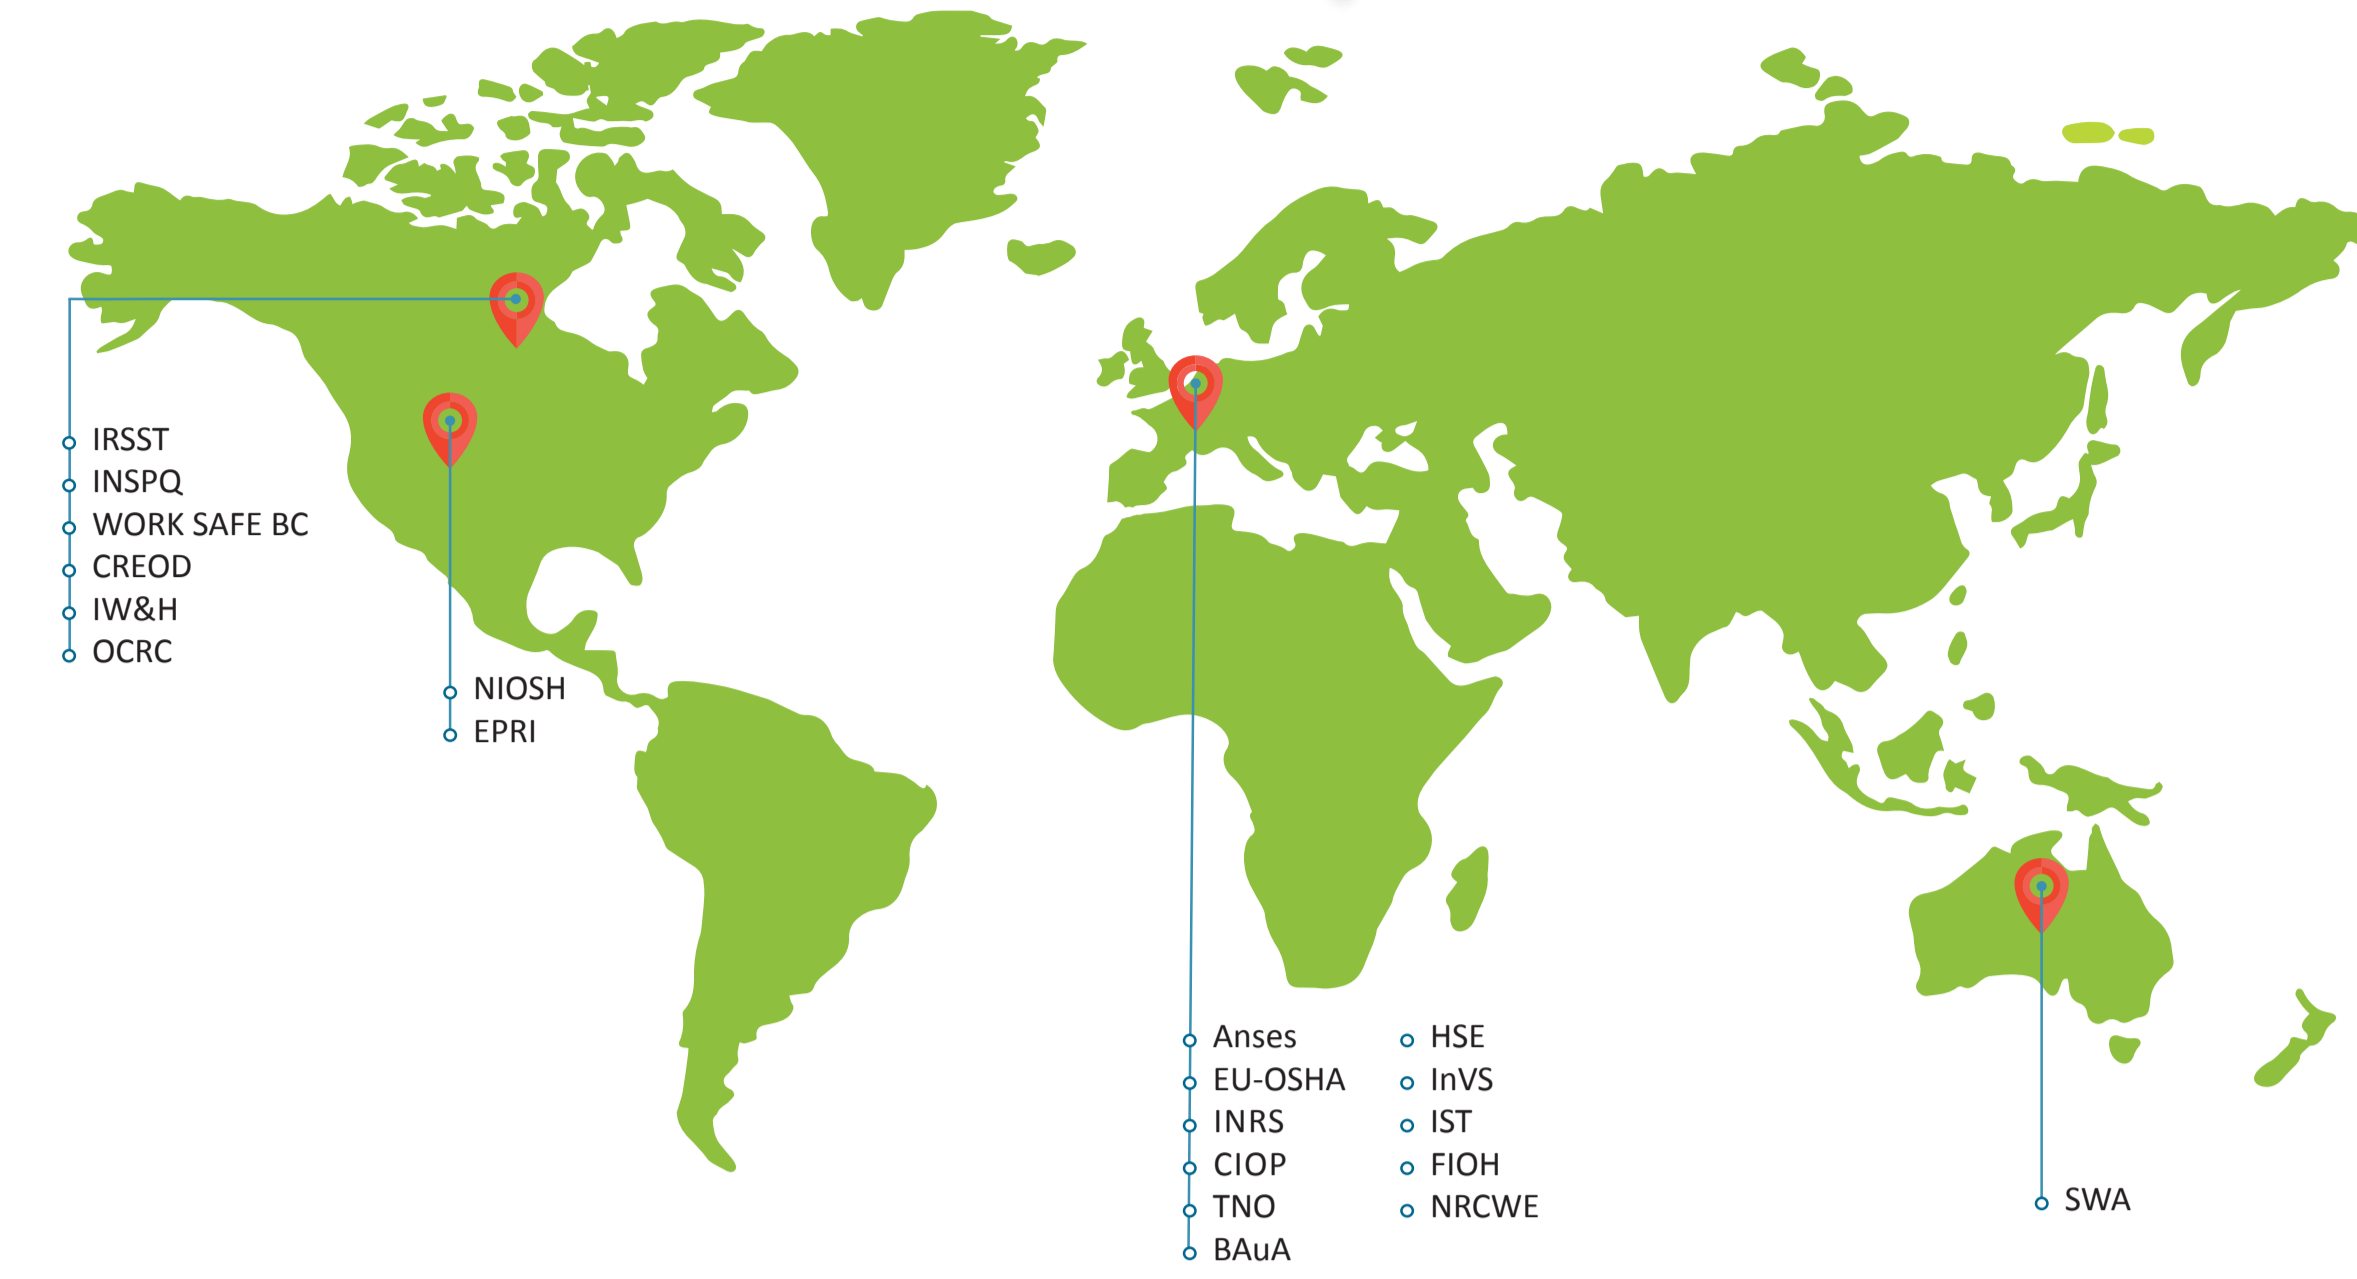 IRSST
INSPQ
WORK SAFE BC
CREOD
IW&H
OCRC
NIOSH
EPRI
Anses
EU-OSHA
INRS
CIOP
TNO
BAuA
HSE
InVS
IST
FIOH
NRCWE
SWA